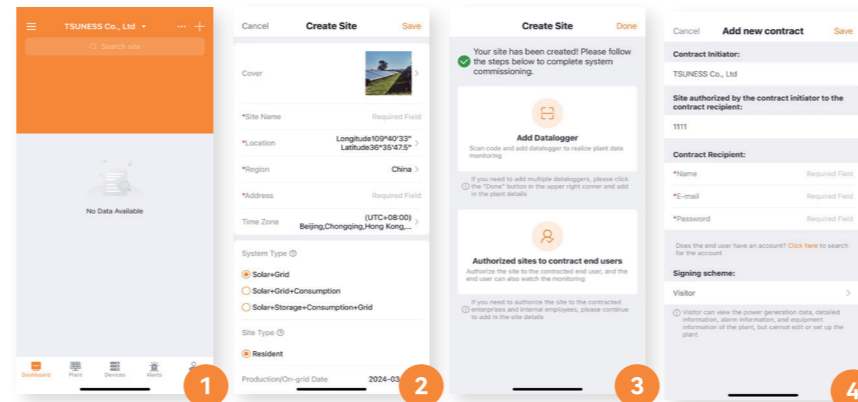 TSUNESS Co., Ltd
Search site
No Data Available
Dashboard
Plant
Devices
Alerts
1
Cancel
Create Site
Save
Cover
*Site Name
Required Field
*Location
Longitude109°40'33"
Latitude36°35'47.5"
*Region
China
*Address
Required Field
Time Zone
(UTC+08:00)
Beijing,Chongqing,Hong Kong,...
System Type
Solar+Grid
Solar+Grid+Consumption
Solar+Storage+Consumption+Grid
Site Type
Resident
Production/On-grid Date
2024-03
2
Create Site
Done
Your site has been created! Please follow
the steps below to complete system
commissioning.
Add Datalogger
Scan code and add datalogger to realize plant data
monitoring
If you need to add multiple dataloggers, please click
the "Done" button in the upper right corner and add
in the plant details
Authorized sites to contract end users
Authorize the site to the contracted end user, and the
end user can also watch the monitoring
If you need to authorize the site to the contracted
enterprises and internal employees, please continue
to add in the site details
3
Cancel
Add new contract
Save
Contract Initiator:
TSUNESS Co., Ltd
Site authorized by the contract initiator to the
contract recipient:
1111
Contract Recipient:
*Name
Required Field
*E-mail
Required Field
*Password
Required Field
Does the end user have an account? Click here to search
for the account
Signing scheme:
Visitor
Visitor can view the power generation data, detailed
information, alarm information, and equipment
information of the plant, but cannot edit or set up the
plant
4